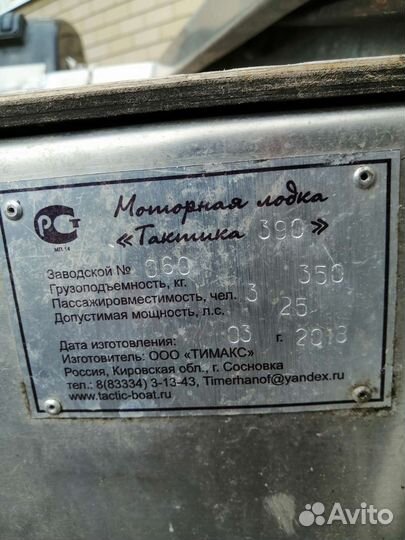 РСТ
МП 14
Моторная лодка
«Тактика 390»
Заводской № 060
Грузоподъемность, кг. 350
Пассажировместимость, чел. 3
Допустимая мощность, л.с. 25
Дата изготовления: 03 г. 2013
Изготовитель: ООО «ТИМАКС»
Россия, Кировская обл., г. Сосновка
тел.: 8(83334) 3-13-43, Timerhanof@yandex.ru
www.tactic-boat.ru
Avito